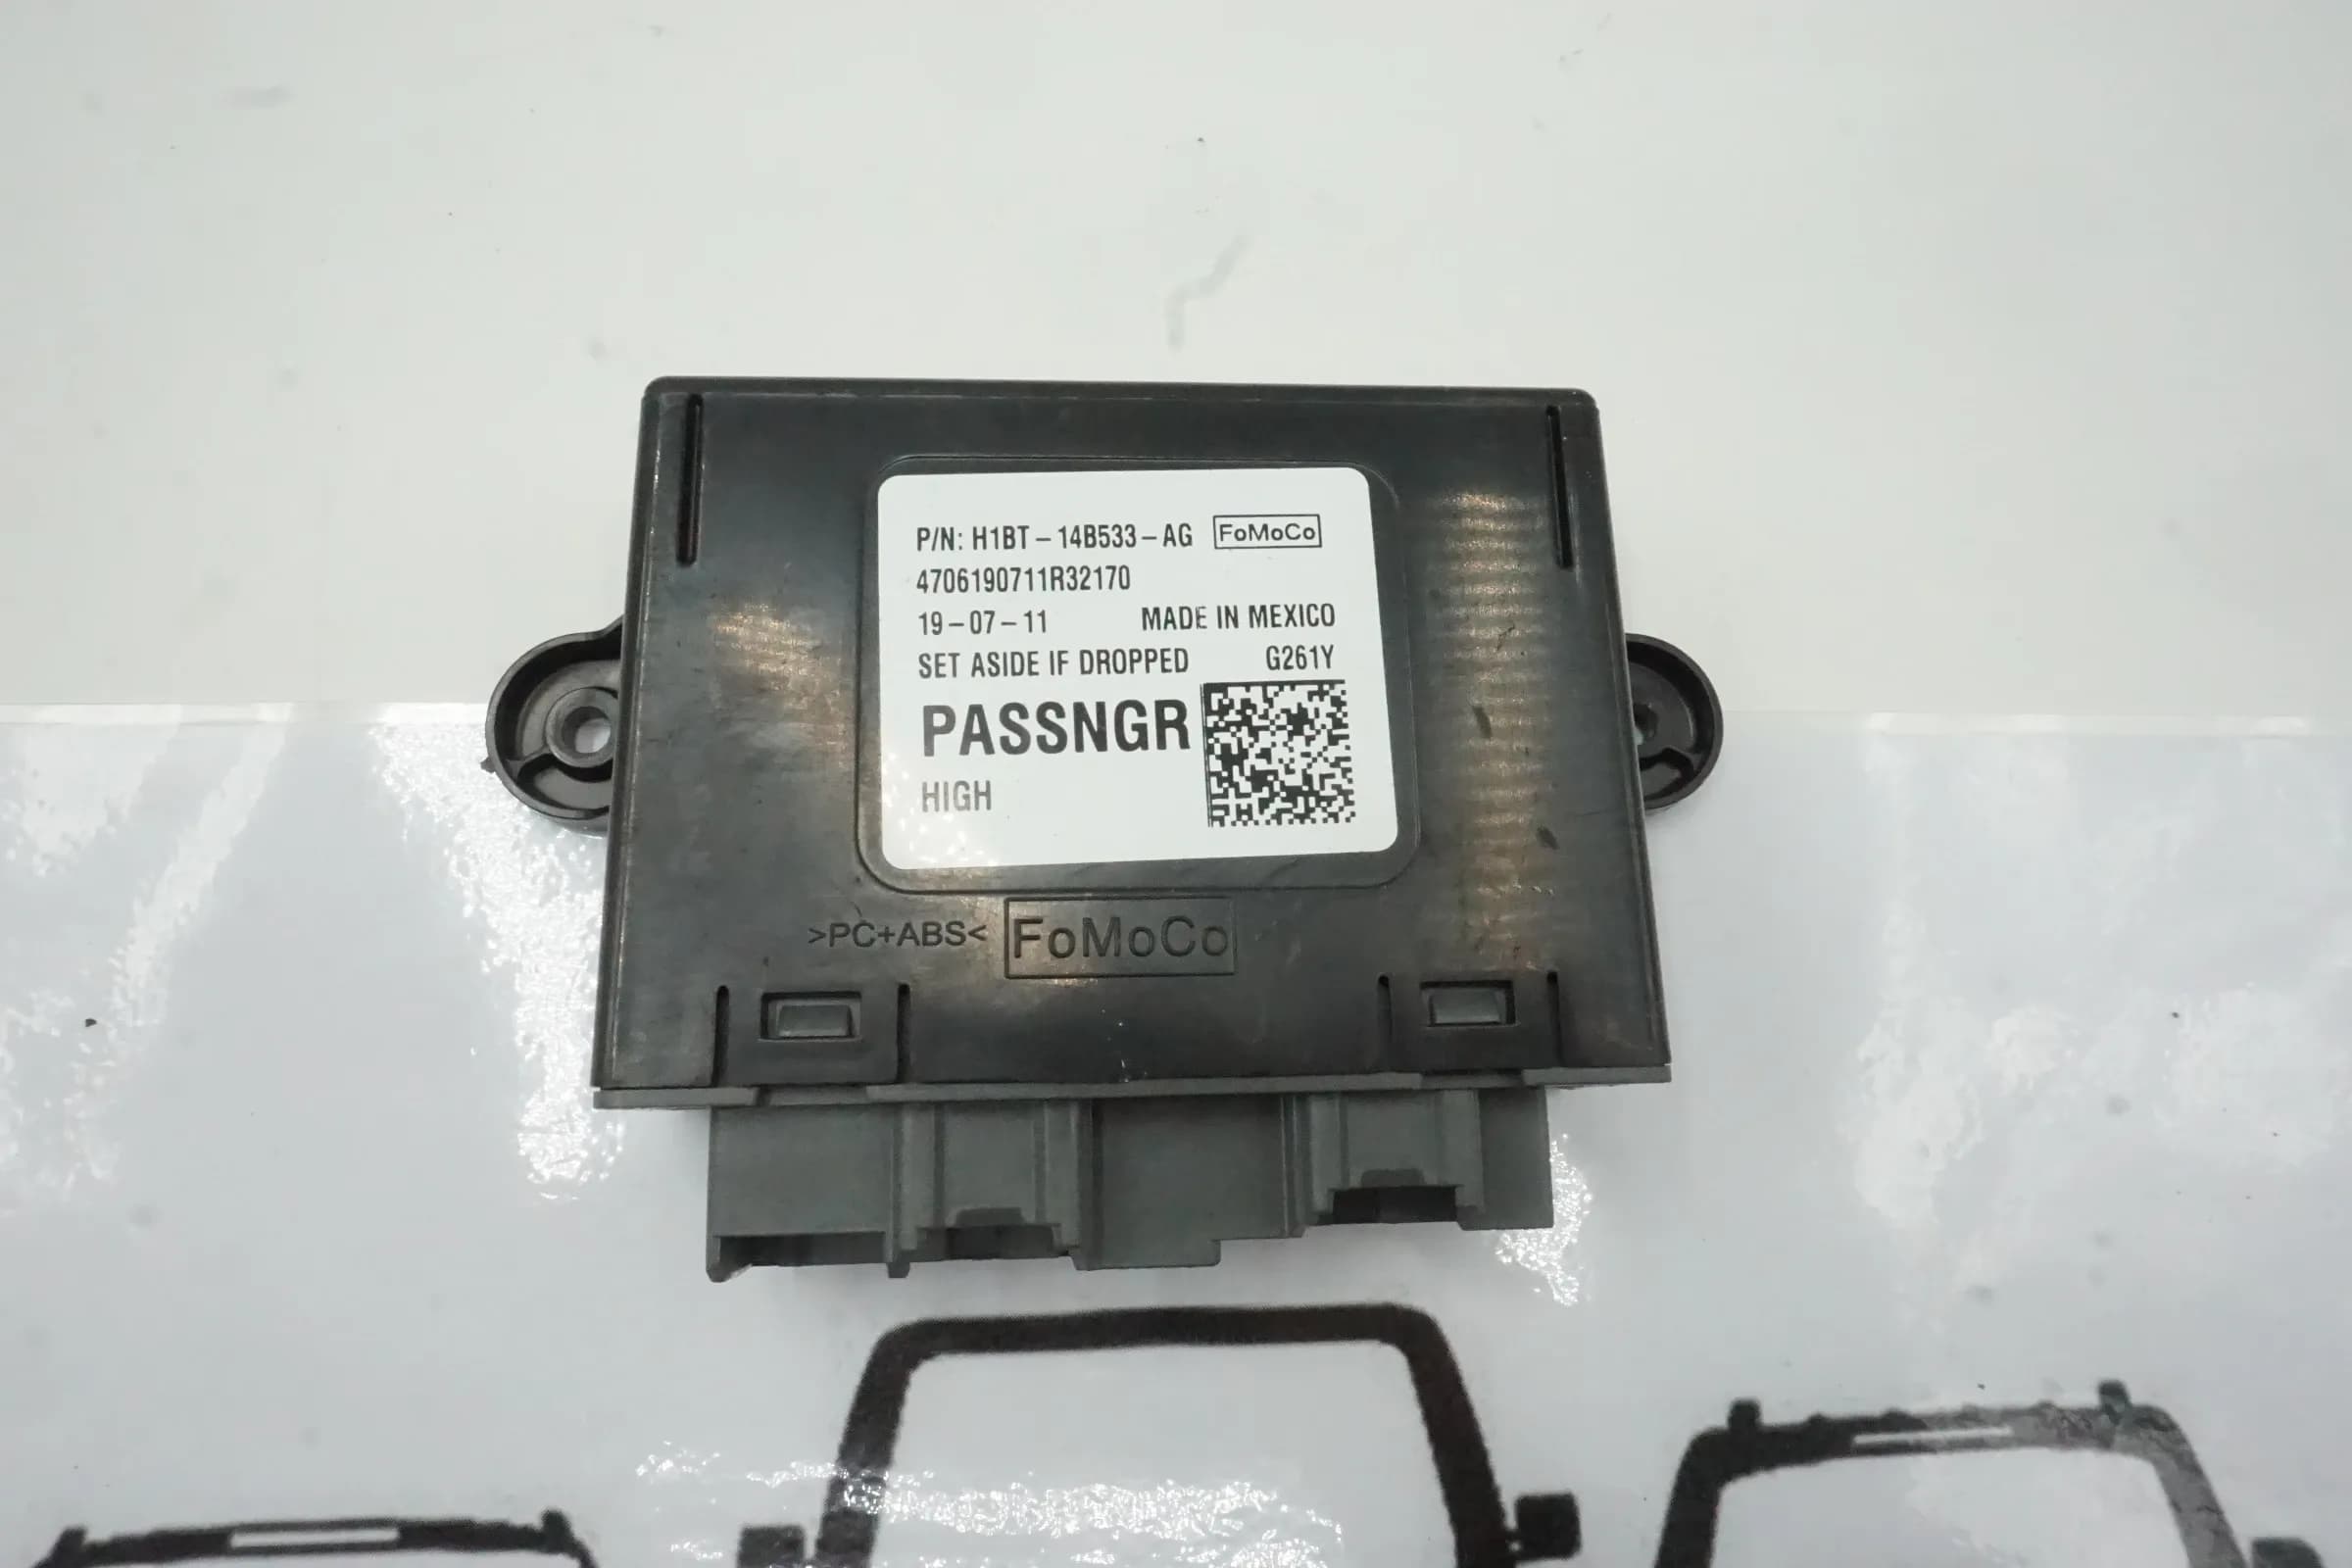 P/N: H1BT-14B533-AG FoMoCo
4706190711R32170
19-07-11 MADE IN MEXICO
SET ASIDE IF DROPPED G261Y
PASSNGR
HIGH
>PC+ABS< FoMoCo